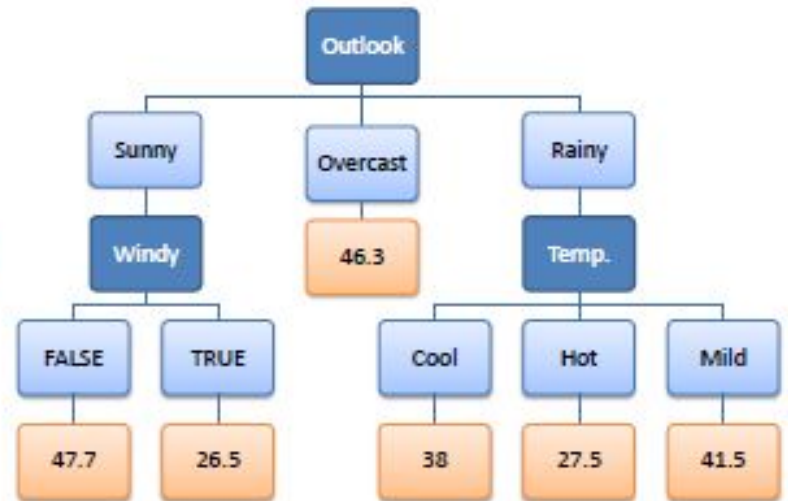 Outlook
Sunny
Overcast
Rainy
Windy
46.3
Temp.
FALSE
TRUE
Cool
Hot
Mild
47.7
26.5
38
27.5
41.5